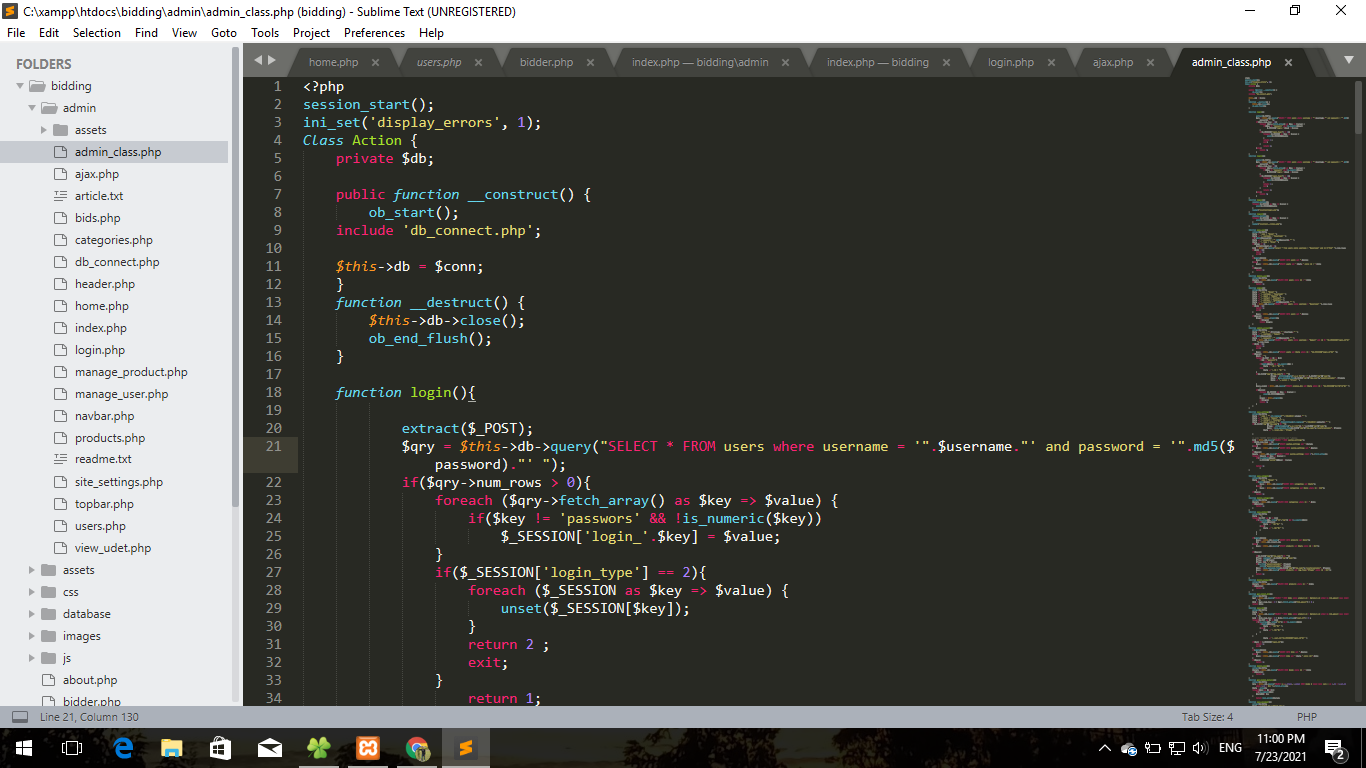 C:\xampp\htdocs\bidding\admin\admin_class.php (bidding) - Sublime Text (UNREGISTERED)
File Edit Selection Find View Goto Tools Project Preferences Help
FOLDERS
bidding
admin
assets
admin_class.php
ajax.php
article.txt
bids.php
categories.php
db_connect.php
header.php
home.php
index.php
login.php
manage_product.php
manage_user.php
navbar.php
products.php
readme.txt
site_settings.php
topbar.php
users.php
view_udet.php
assets
css
database
images
js
about.php
bidder.php
home.php users.php bidder.php index.php — bidding\admin index.php — bidding login.php ajax.php admin_class.php
1 <?php
2 session_start();
3 ini_set('display_errors', 1);
4 Class Action {
5 private $db;
6
7 public function __construct() {
8 ob_start();
9 include 'db_connect.php';
10
11 $this->db = $conn;
12 }
13 function __destruct() {
14 $this->db->close();
15 ob_end_flush();
16 }
17
18 function login(){
19
20 extract($_POST);
21 $qry = $this->db->query("SELECT * FROM users where username = '".$username."' and password = '".md5($
password)."' ");
22 if($qry->num_rows > 0){
23 foreach ($qry->fetch_array() as $key => $value) {
24 if($key != 'passwors' && !is_numeric($key))
25 $_SESSION['login_'.$key] = $value;
26 }
27 if($_SESSION['login_type'] == 2){
28 foreach ($_SESSION as $key => $value) {
29 unset($_SESSION[$key]);
30 }
31 return 2 ;
32 exit;
33 }
34 return 1;
Line 21, Column 130
Tab Size: 4
PHP
ENG
11:00 PM
7/23/2021
2